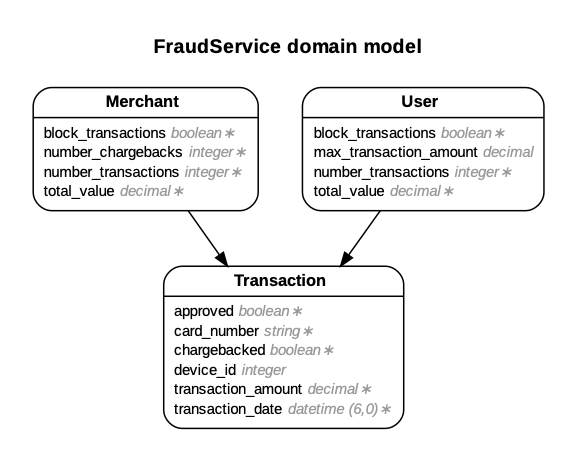 FraudService domain model
Merchant
block_transactions boolean∗
number_chargebacks integer∗
number_transactions integer∗
total_value decimal∗
User
block_transactions boolean∗
max_transaction_amount decimal
number_transactions integer∗
total_value decimal∗
Transaction
approved boolean∗
card_number string∗
chargebacked boolean∗
device_id integer
transaction_amount decimal∗
transaction_date datetime (6,0)∗